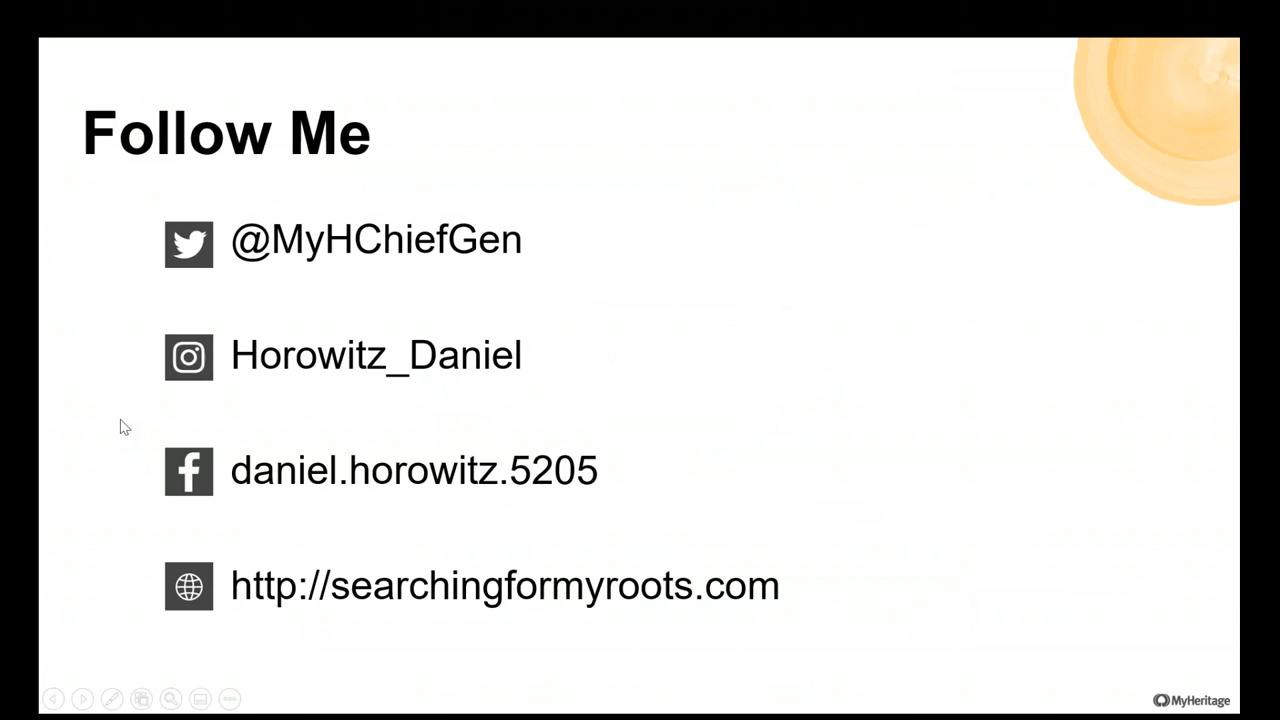 Follow Me
@MyHChiefGen
Horowitz_Daniel
daniel.horowitz.5205
http://searchingformyroots.com
MyHeritage